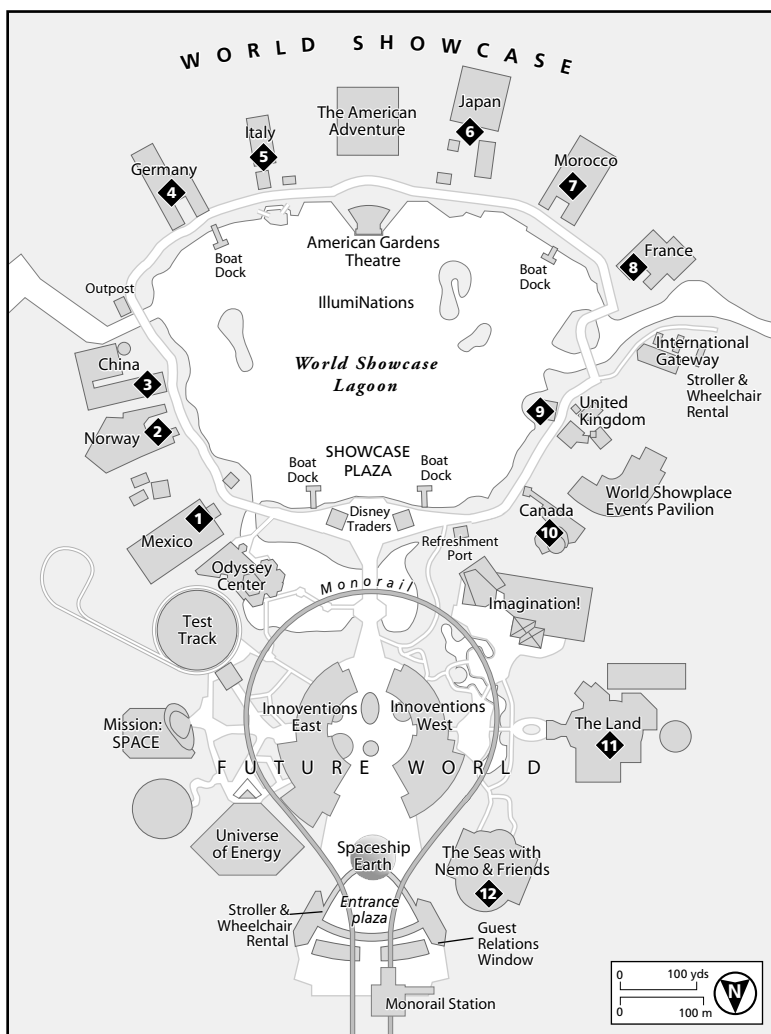 WORLD SHOWCASE
The American
Adventure
Japan
6
Italy
5
Germany
4
Morocco
7
France
8
American Gardens
Theatre
Boat
Dock
Boat
Dock
Outpost
IllumiNations
World Showcase
Lagoon
International
Gateway
Stroller &
Wheelchair
Rental
China
3
Norway
2
9
United
Kingdom
SHOWCASE
PLAZA
Boat
Dock
Boat
Dock
World Showplace
Events Pavilion
1
Mexico
Disney
Traders
Canada
10
Refreshment
Port
Odyssey
Center
Monorail
Imagination!
Test
Track
Innoventions
East
Innoventions
West
Mission:
SPACE
The Land
11
FUTURE WORLD
Universe
of Energy
Spaceship
Earth
The Seas with
Nemo & Friends
12
Stroller &
Wheelchair
Rental
Entrance
plaza
Guest
Relations
Window
Monorail Station
0 100 yds
0 100 m
N